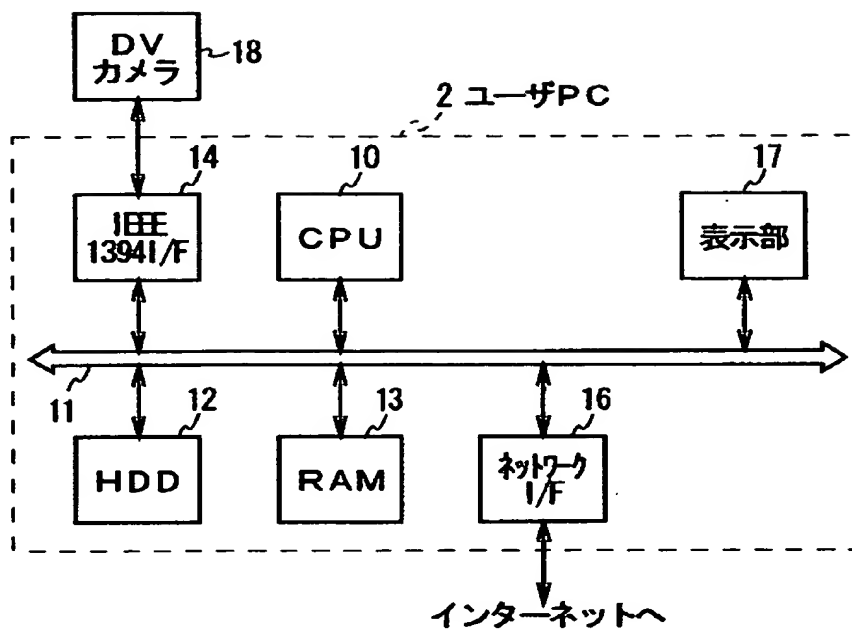 DV
カメラ
18
2 ユーザPC
14
10
17
IEEE
1394I/F
CPU
表示部
11
12
13
16
HDD
RAM
ネットワーク
I/F
インターネットへ